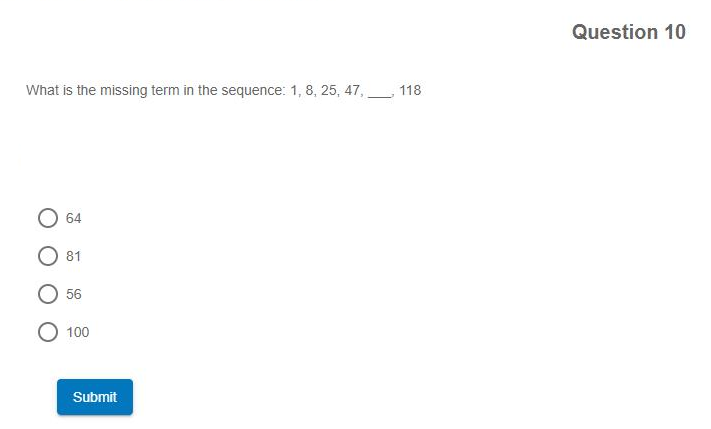 Question 10
What is the missing term in the sequence: 1, 8, 25, 47, ___, 118
64
81
56
100
Submit